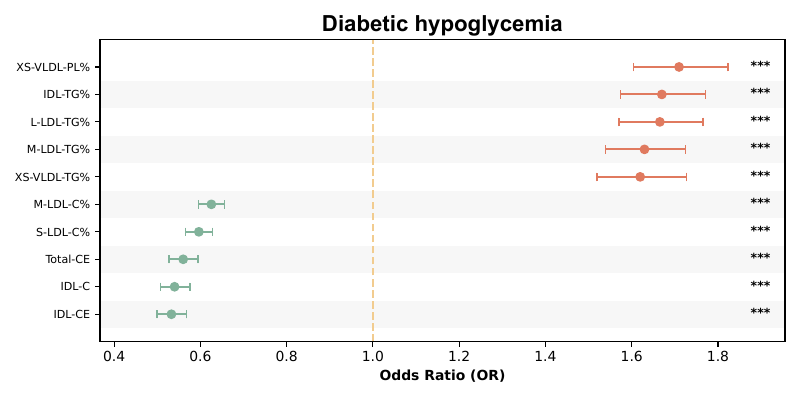 Diabetic hypoglycemia
XS-VLDL-PL% ***
IDL-TG% ***
L-LDL-TG% ***
M-LDL-TG% ***
XS-VLDL-TG% ***
M-LDL-C% ***
S-LDL-C% ***
Total-CE ***
IDL-C ***
IDL-CE ***
0.4 0.6 0.8 1.0 1.2 1.4 1.6 1.8
Odds Ratio (OR)